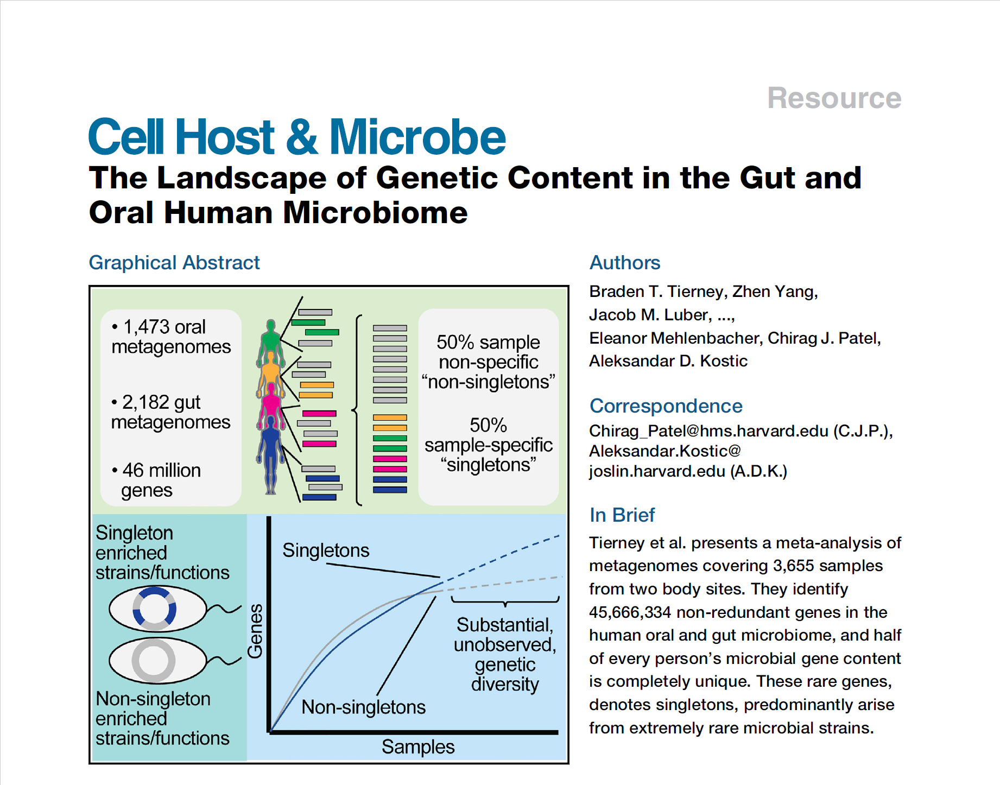 Resource
Cell Host & Microbe
The Landscape of Genetic Content in the Gut and
Oral Human Microbiome
Graphical Abstract
• 1,473 oral
metagenomes
• 2,182 gut
metagenomes
• 46 million
genes
50% sample
non-specific
“non-singletons”
50%
sample-specific
“singletons”
Singleton
enriched
strains/functions
Non-singleton
enriched
strains/functions
Genes
Singletons
Non-singletons
Substantial,
unobserved,
genetic
diversity
Samples
Authors
Braden T. Tierney, Zhen Yang,
Jacob M. Luber, ...,
Eleanor Mehlenbacher, Chirag J. Patel,
Aleksandar D. Kostic
Correspondence
Chirag_Patel@hms.harvard.edu (C.J.P.),
Aleksandar.Kostic@
joslin.harvard.edu (A.D.K.)
In Brief
Tierney et al. presents a meta-analysis of
metagenomes covering 3,655 samples
from two body sites. They identify
45,666,334 non-redundant genes in the
human oral and gut microbiome, and half
of every person’s microbial gene content
is completely unique. These rare genes,
denotes singletons, predominantly arise
from extremely rare microbial strains.